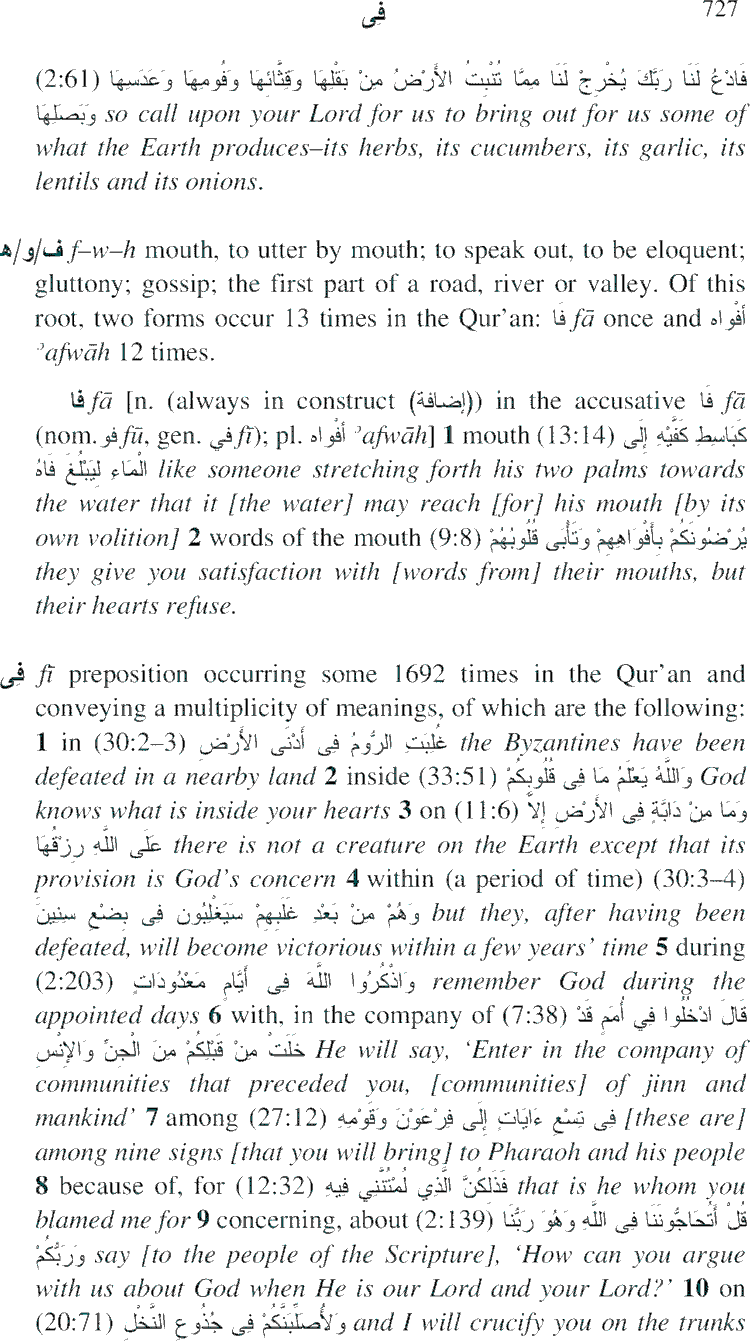 فِى 727
(2:61) فَادْعُ لَنَا رَبَّكَ يُخْرِجْ لَنَا مِمَّا تُنْبِتُ الأَرْضُ مِنْ بَقْلِهَا وَقِثَّائِهَا وَفُومِهَا وَعَدَسِهَا
وَبَصَلِهَا so call upon your Lord for us to bring out for us some of
what the Earth produces–its herbs, its cucumbers, its garlic, its
lentils and its onions.
ف/و/ه f–w–h mouth, to utter by mouth; to speak out, to be eloquent;
gluttony; gossip; the first part of a road, river or valley. Of this
root, two forms occur 13 times in the Qur'an: فَا fā once and أَفْواه
ʾafwāh 12 times.
فا fā [n. (always in construct (إضافة)) in the accusative فَا fā
(nom. فو fū, gen. في fī); pl. أَفْواه ʾafwāh] 1 mouth (13:14) كَبَاسِطِ كَفَّيْهِ إِلَى
الْمَاءِ لِيَبْلُغَ فَاهُ like someone stretching forth his two palms towards
the water that it [the water] may reach [for] his mouth [by its
own volition] 2 words of the mouth (9:8) يُرْضُونَكُمْ بِأَفْوَاهِهِمْ وَتَأْبَى قُلُوبُهُمْ
they give you satisfaction with [words from] their mouths, but
their hearts refuse.
فِى fī preposition occurring some 1692 times in the Qur'an and
conveying a multiplicity of meanings, of which are the following:
1 in (30:2–3) غُلِبَتِ الرُّومُ فِى أَدْنَى الأَرْضِ the Byzantines have been
defeated in a nearby land 2 inside (33:51) وَاللَّهُ يَعْلَمُ مَا فِى قُلُوبِكُمْ God
knows what is inside your hearts 3 on (11:6) وَمَا مِنْ دَابَّةٍ فِى الأَرْضِ إِلاَّ
عَلَى اللَّهِ رِزْقُهَا there is not a creature on the Earth except that its
provision is God's concern 4 within (a period of time) (30:3–4)
وَهُمْ مِنْ بَعْدِ غَلَبِهِمْ سَيَغْلِبُون فِى بِضْعِ سِنِينَ but they, after having been
defeated, will become victorious within a few years' time 5 during
(2:203) وَاذْكُرُوا اللَّهَ فِى أَيَّامٍ مَعْدُودَاتٍ remember God during the
appointed days 6 with, in the company of (7:38) قَالَ ادْخُلُوا فِي أُمَمٍ قَدْ
خَلَتْ مِنْ قَبْلِكُمْ مِنَ الْجِنِّ وَالإِنْسِ He will say, 'Enter in the company of
communities that preceded you, [communities] of jinn and
mankind' 7 among (27:12) فِى تِسْعِ ءَايَاتٍ إِلَى فِرْعَوْنَ وَقَوْمِهِ [these are]
among nine signs [that you will bring] to Pharaoh and his people
8 because of, for (12:32) فَذَلِكُنَّ الَّذِي لُمْتُنَّنِي فِيهِ that is he whom you
blamed me for 9 concerning, about (2:139) قُلْ أَتُحَاجُّونَنَا فِى اللَّهِ وَهُوَ رَبُّنَا
وَرَبُّكُمْ say [to the people of the Scripture], 'How can you argue
with us about God when He is our Lord and your Lord?' 10 on
(20:71) وَلأُصَلِّبَنَّكُمْ فِى جُذُوعِ النَّخْلِ and I will crucify you on the trunks